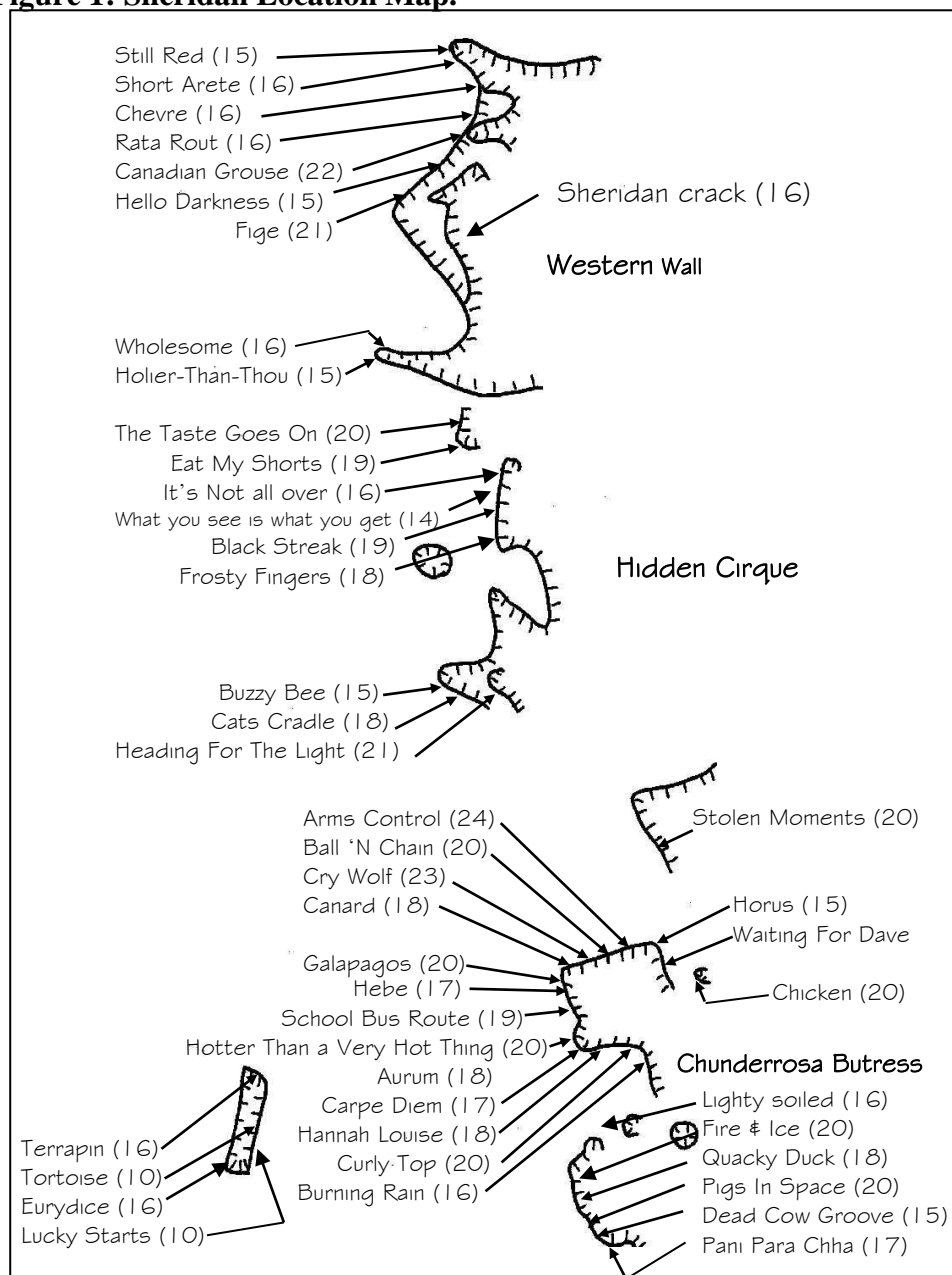 Figure 1. Sheridan Location Map.
Still Red (15)
Short Arete (16)
Chevre (16)
Rata Rout (16)
Canadian Grouse (22)
Hello Darkness (15)
Fige (21)
Sheridan crack (16)
Western Wall
Wholesome (16)
Holier-Than-Thou (15)
The Taste Goes On (20)
Eat My Shorts (19)
It's Not all over (16)
What you see is what you get (14)
Black Streak (19)
Frosty Fingers (18)
Hidden Cirque
Buzzy Bee (15)
Cats Cradle (18)
Heading For The Light (21)
Stolen Moments (20)
Arms Control (24)
Ball 'N Chain (20)
Cry Wolf (23)
Canard (18)
Horus (15)
Waiting For Dave
Chicken (20)
Galapagos (20)
Hebe (17)
School Bus Route (19)
Hotter Than a Very Hot Thing (20)
Aurum (18)
Carpe Diem (17)
Hannah Louise (18)
Curly Top (20)
Burning Rain (16)
Chunderrosa Butress
Lighty soiled (16)
Fire & Ice (20)
Quacky Duck (18)
Pigs In Space (20)
Dead Cow Groove (15)
Pani Para Chha (17)
Terrapin (16)
Tortoise (10)
Eurydice (16)
Lucky Starts (10)